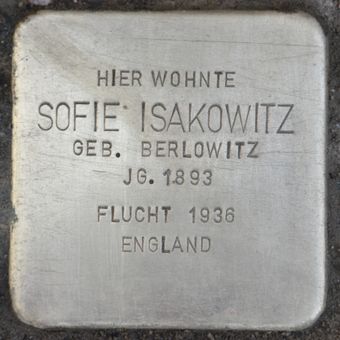 HIER WOHNTE
SOFIE ISAKOWITZ
GEB. BERLOWITZ
JG. 1893
FLUCHT 1936
ENGLAND